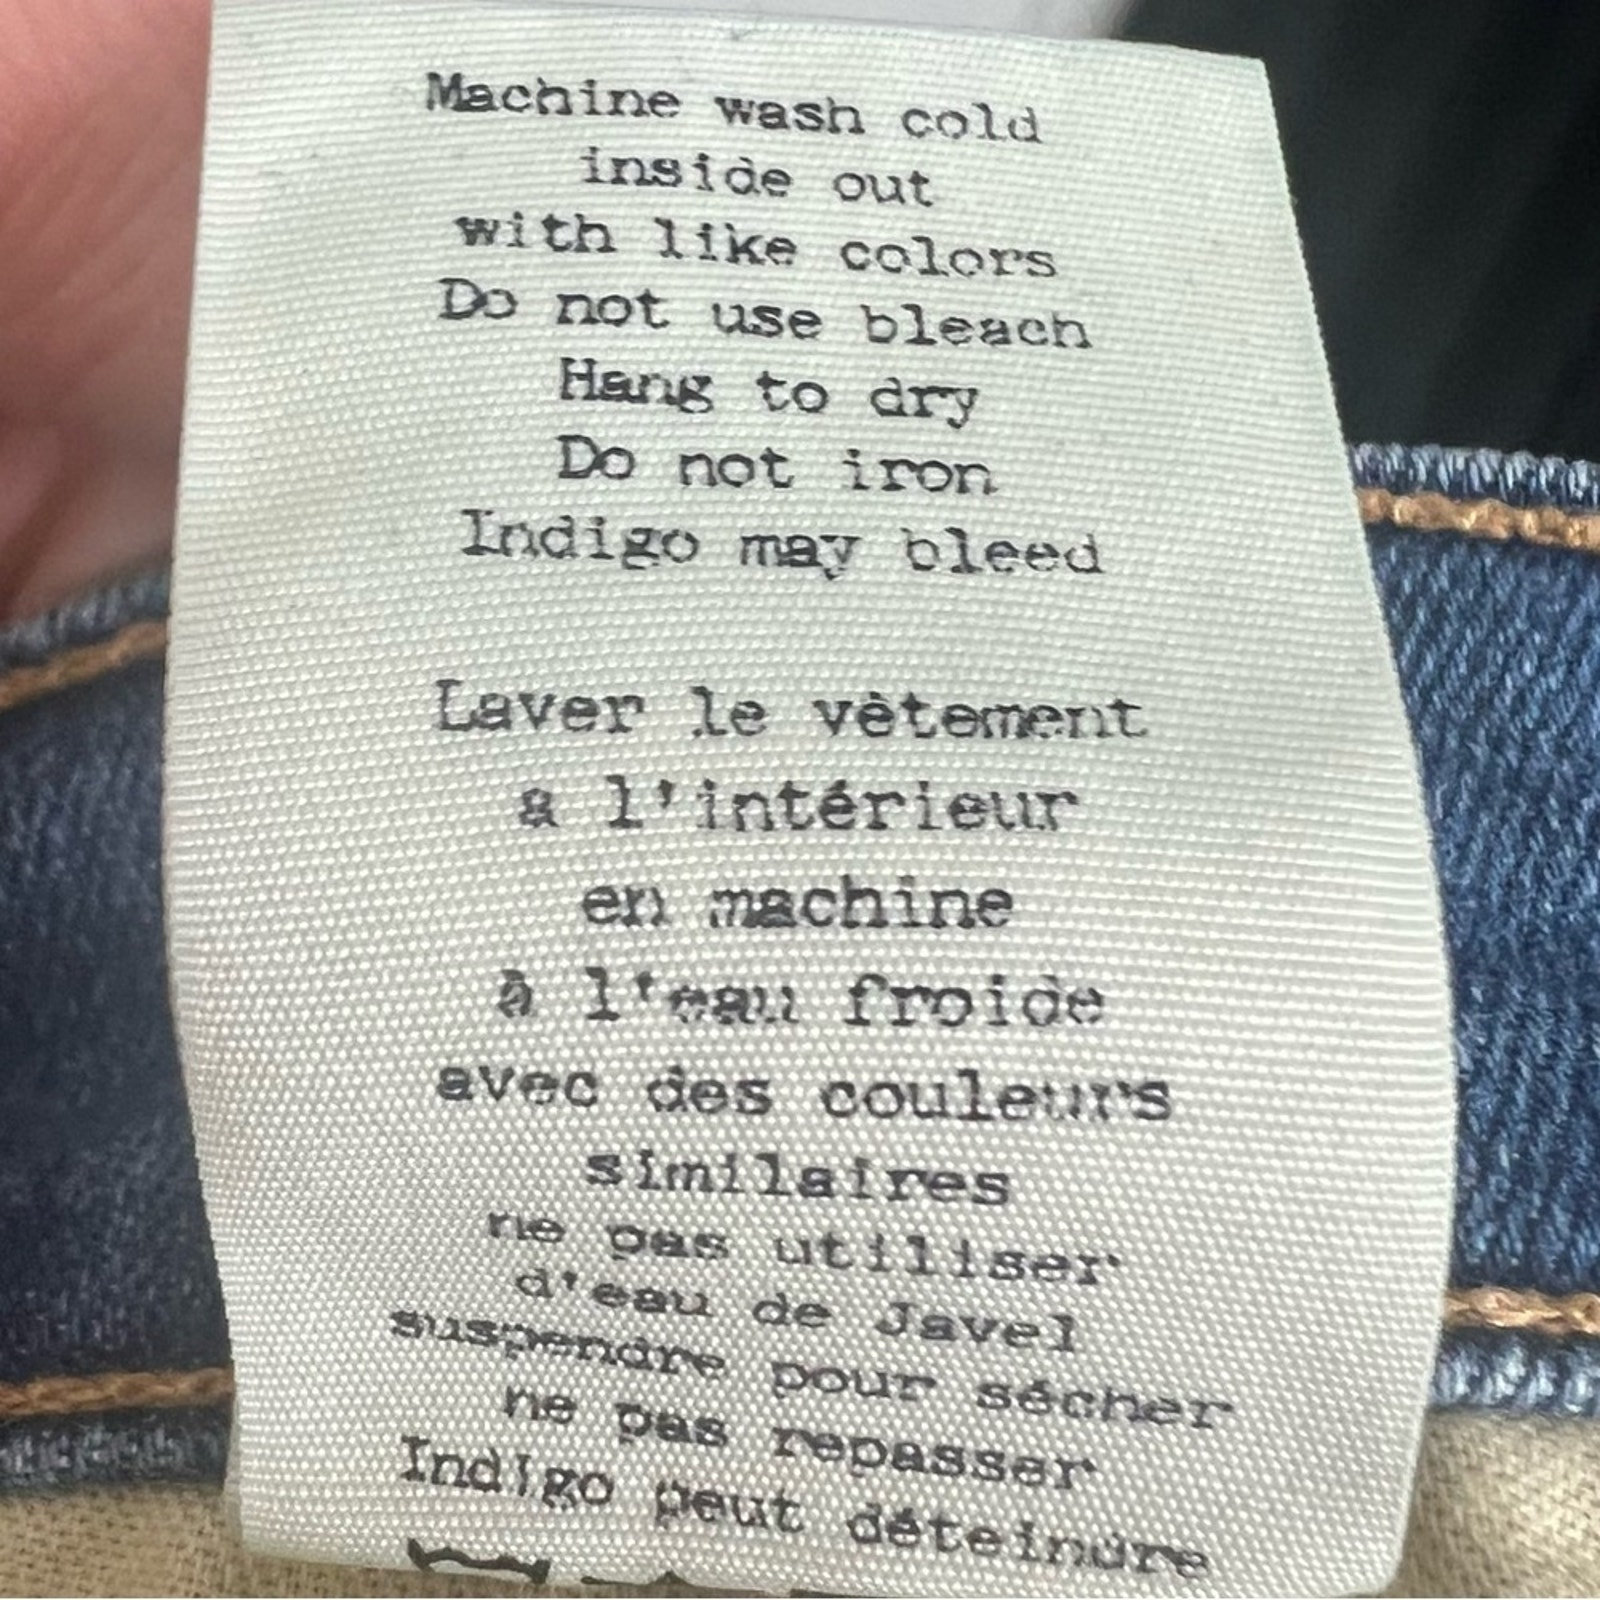 Machine wash cold
inside out
with like colors
Do not use bleach
Hang to dry
Do not iron
Indigo may bleed
Laver le vêtement
a l'intérieur
en machine
à l'eau froide
avec des couleurs
similaires
ne pas utiliser
d'eau de Javel
suspendre pour sécher
ne pas repasser
Indigo peut déteindre